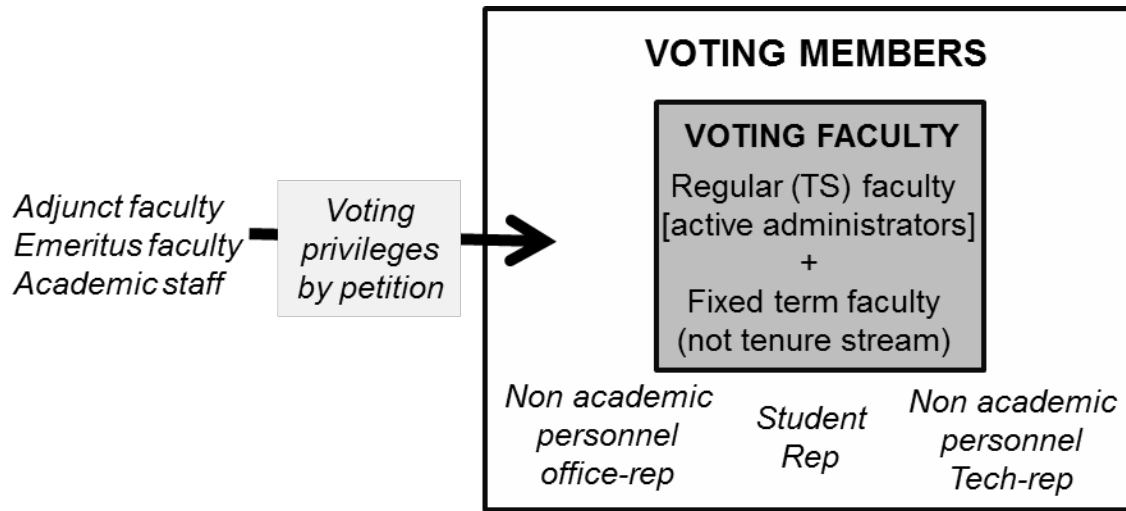 VOTING MEMBERS
VOTING FACULTY
Regular (TS) faculty
[active administrators]
+
Fixed term faculty
(not tenure stream)
Adjunct faculty
Emeritus faculty
Academic staff
Voting
privileges
by petition
Non academic
personnel
office-rep
Student
Rep
Non academic
personnel
Tech-rep